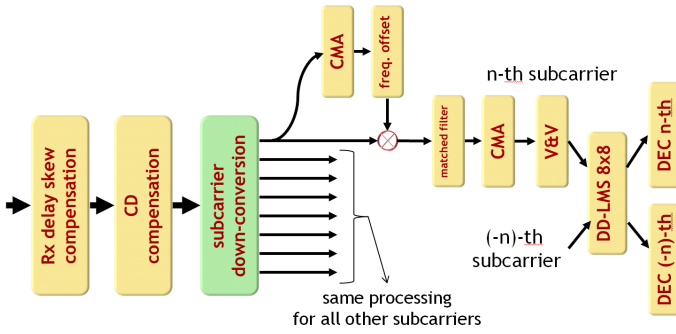 Rx delay skew
compensation
CD
compensation
subcarrier
down-conversion
CMA
freq. offset
matched filter
CMA
V&V
n-th subcarrier
(-n)-th
subcarrier
DD-LMS 8x8
DEC n-th
DEC (-n)-th
same processing
for all other subcarriers